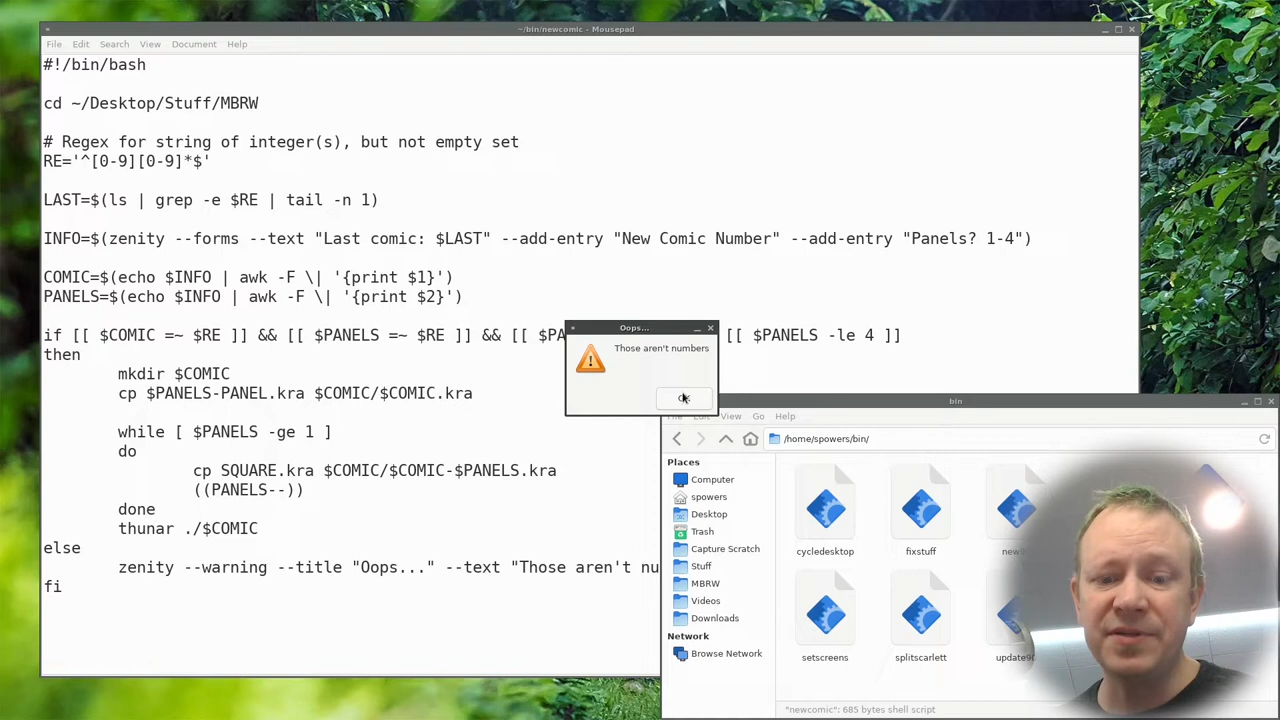 ~/bin/newcomic - Mousepad
File Edit Search View Document Help
#!/bin/bash
cd ~/Desktop/Stuff/MBRW
# Regex for string of integer(s), but not empty set
RE='^[0-9][0-9]*$'
LAST=$(ls | grep -e $RE | tail -n 1)
INFO=$(zenity --forms --text "Last comic: $LAST" --add-entry "New Comic Number" --add-entry "Panels? 1-4")
COMIC=$(echo $INFO | awk -F \| '{print $1}')
PANELS=$(echo $INFO | awk -F \| '{print $2}')
if [[ $COMIC =~ $RE ]] && [[ $PANELS =~ $RE ]] && [[ $PA [[ $PANELS -le 4 ]]
then
mkdir $COMIC
cp $PANELS-PANEL.kra $COMIC/$COMIC.kra
while [ $PANELS -ge 1 ]
do
cp SQUARE.kra $COMIC/$COMIC-$PANELS.kra
((PANELS--))
done
thunar ./$COMIC
else
zenity --warning --title "Oops..." --text "Those aren't nu
fi
Oops...
Those aren't numbers
bin
View Go Help
/home/spowers/bin/
Places
Computer
spowers
Desktop
Trash
Capture Scratch
Stuff
MBRW
Videos
Downloads
Network
Browse Network
cycledesktop
fixstuff
setscreens
splitscarlett
"newcomic": 685 bytes shell script